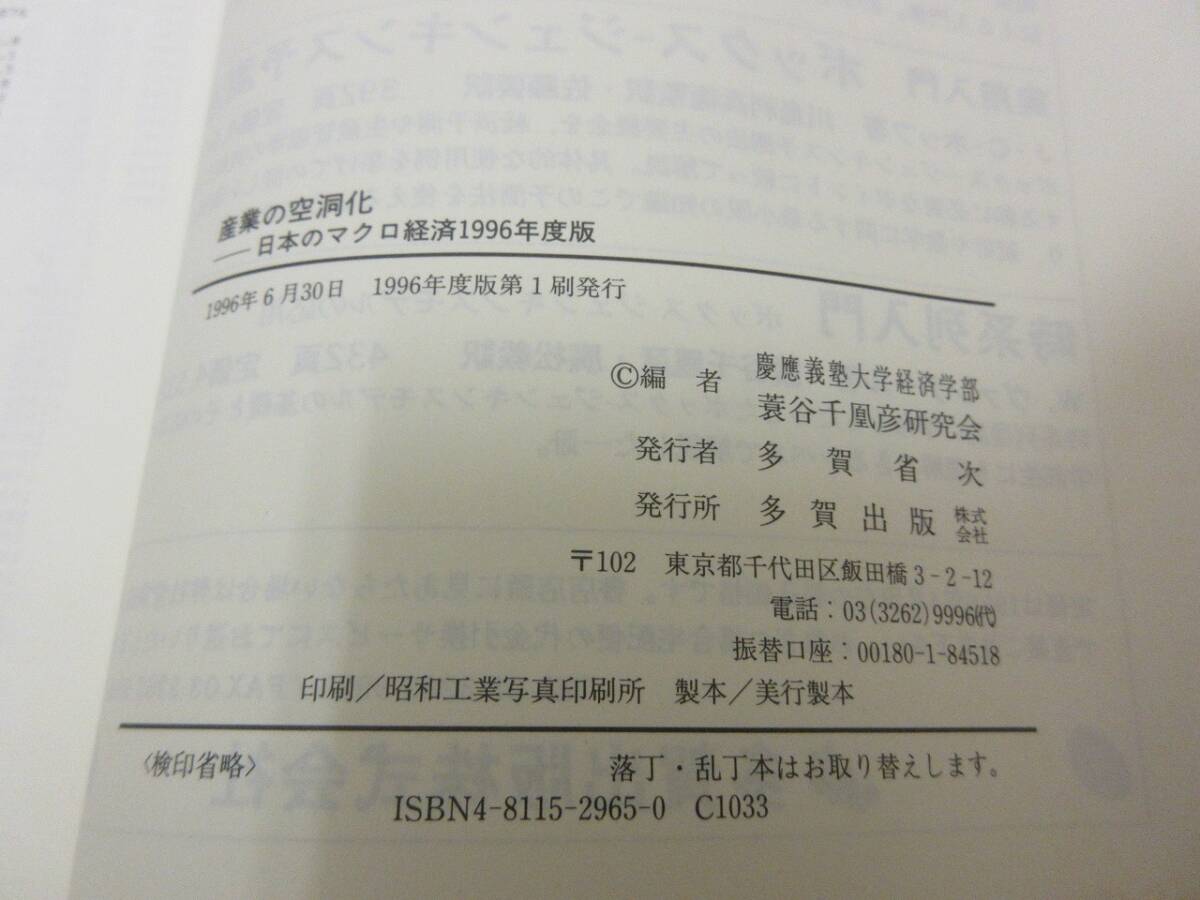 産業の空洞化
── 日本のマクロ経済1996年度版
1996年6月30日 1996年度版第1刷発行
©編 者 慶應義塾大学経済学部
蓑谷千凰彦研究会
発行者 多賀省次
発行所 多賀出版 株式会社
〒102 東京都千代田区飯田橋3-2-12
電話：03(3262)9996㈹
振替口座：00180-1-84518
印刷／昭和工業写真印刷所 製本／美行製本
〈検印省略〉 落丁・乱丁本はお取り替えします。
ISBN4-8115-2965-0 C1033